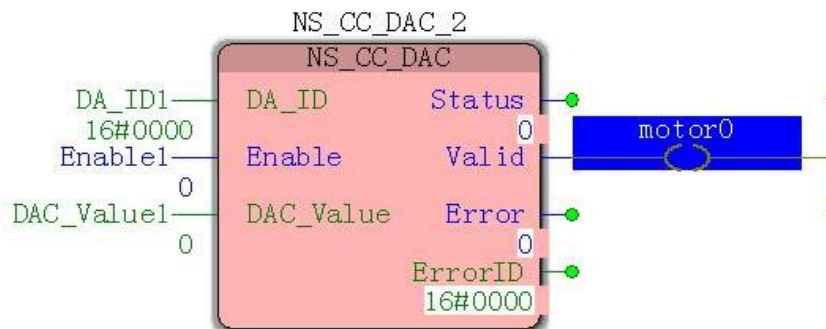 NS_CC_DAC_2
NS_CC_DAC
DA_ID1 DA_ID Status
16#0000 0 motor0
Enable1 Enable Valid
0
DAC_Value1 DAC_Value Error
0 0
ErrorID
16#0000